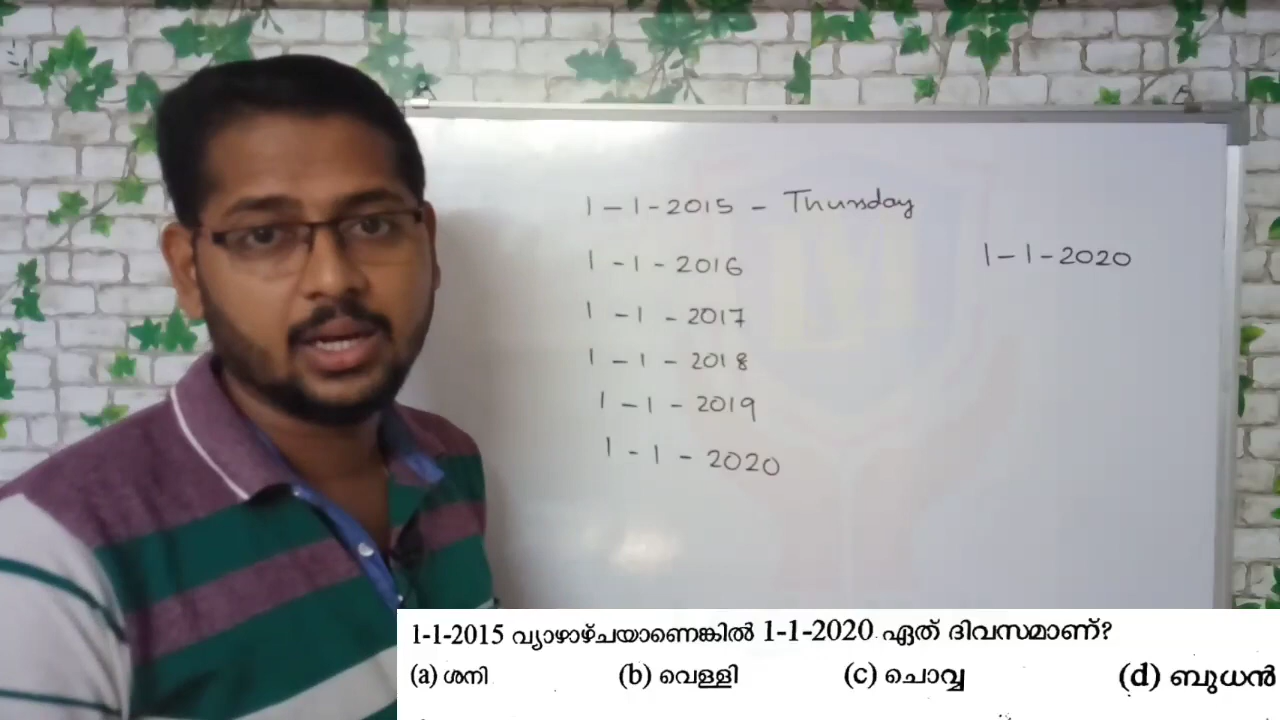 1-1-2015 - Thursday
1-1-2016
1-1-2020
1-1-2017
1-1-2018
1-1-2019
1-1-2020
1-1-2015 വ്യാഴാഴ്ചയാണെങ്കിൽ 1-1-2020 ഏത് ദിവസമാണ്?
(a) ശനി (b) വെള്ളി (c) ചൊവ്വ (d) ബുധൻ